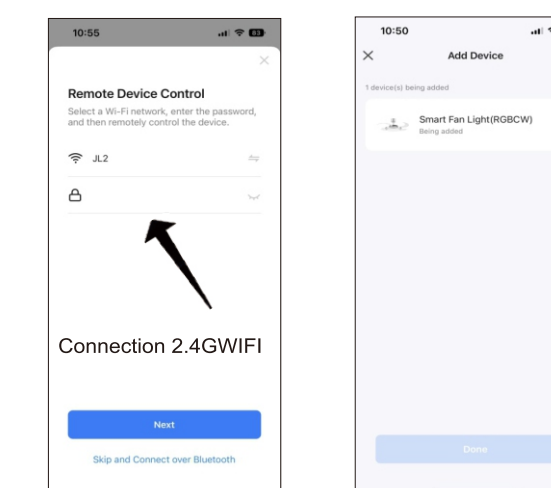 10:55
83
Remote Device Control
Select a Wi-Fi network, enter the password,
and then remotely control the device.
JL2
Connection 2.4GWIFI
Next
Skip and Connect over Bluetooth
10:50
Add Device
1 device(s) being added
Smart Fan Light(RGBCW)
Being added
Done